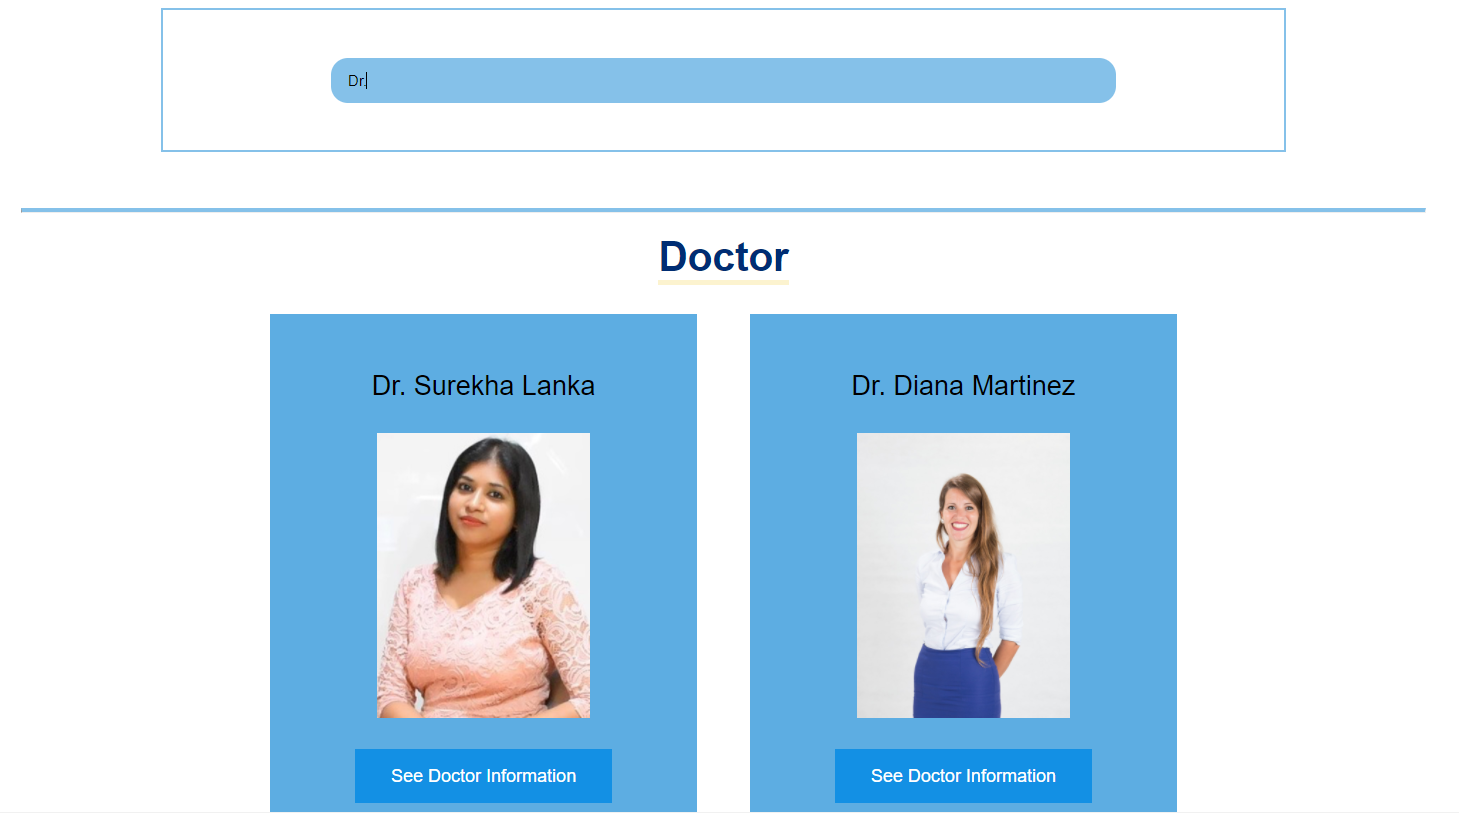 Dr.
Doctor
Dr. Surekha Lanka
Dr. Diana Martinez
See Doctor Information
See Doctor Information